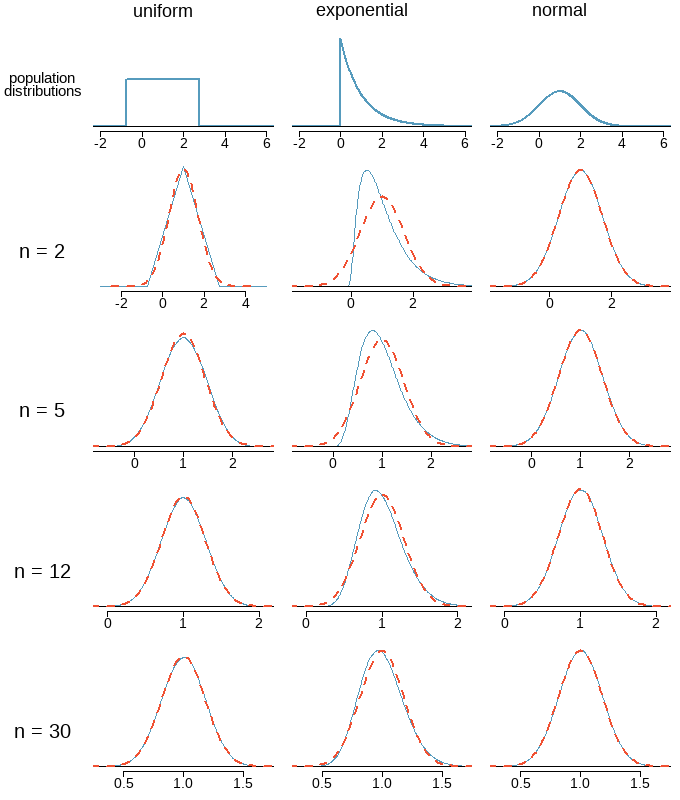 uniform exponential normal
population
distributions
-2 0 2 4 6 -2 0 2 4 6 -2 0 2 4 6
n = 2
-2 0 2 4 0 2 0 2
n = 5
0 1 2 0 1 2 0 1 2
n = 12
0 1 2 0 1 2 0 1 2
n = 30
0.5 1.0 1.5 0.5 1.0 1.5 0.5 1.0 1.5